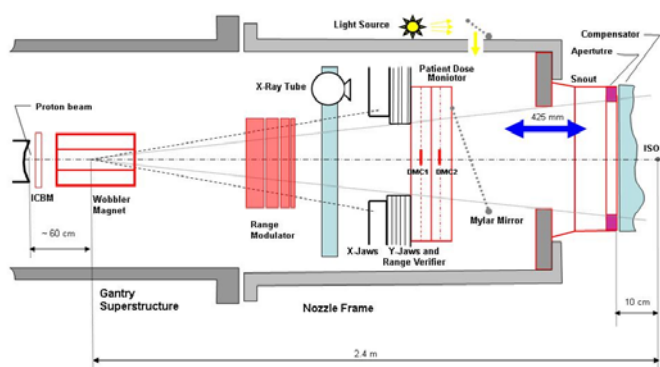 Light Source
Compensator
Apertutre
Patient Dose
Moniotor
Snout
X-Ray Tube
Proton beam
425 mm
ISO
DMC1
DMC2
ICBM
Wobbler
Magnet
Range
Modulator
Mylar Mirror
~ 60 cm
X-Jaws
Y-Jaws and
Range Verifier
Gantry
Superstructure
Nozzle Frame
10 cm
2.4 m